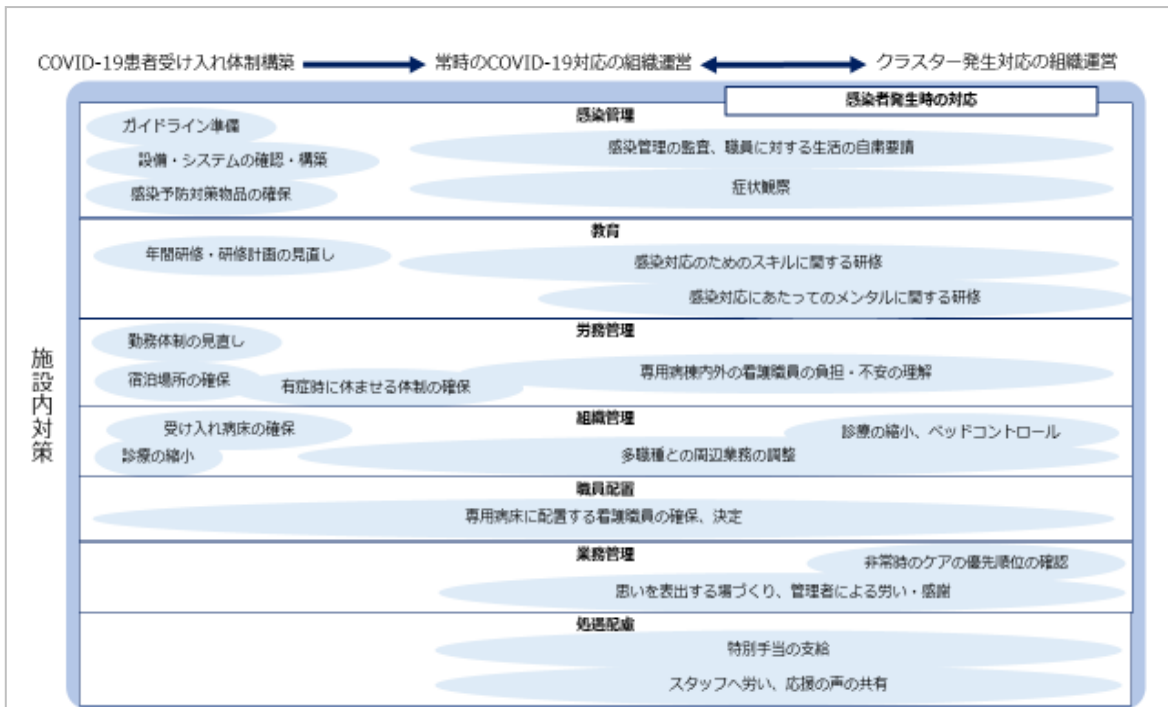 COVID-19患者受け入れ体制構築 常時のCOVID-19対応の組織運営 クラスター発生対応の組織運営
感染者発生時の対応
施設内対策
感染管理
ガイドライン準備
設備・システムの確認・構築
感染予防対策物品の確保
感染管理の監査、職員に対する生活の自粛要請
症状観察
教育
年間研修・研修計画の見直し
感染対応のためのスキルに関する研修
感染対応にあたってのメンタルに関する研修
労務管理
勤務体制の見直し
宿泊場所の確保
有症時に休ませる体制の確保
専用病棟内外の看護職員の負担・不安の理解
組織管理
受け入れ病床の確保
診療の縮小
診療の縮小、ベッドコントロール
多職種との周辺業務の調整
職員配置
専用病床に配置する看護職員の確保、決定
業務管理
非常時のケアの優先順位の確認
思いを表出する場づくり、管理者による労い・感謝
処遇配慮
特別手当の支給
スタッフへ労い、応援の声の共有